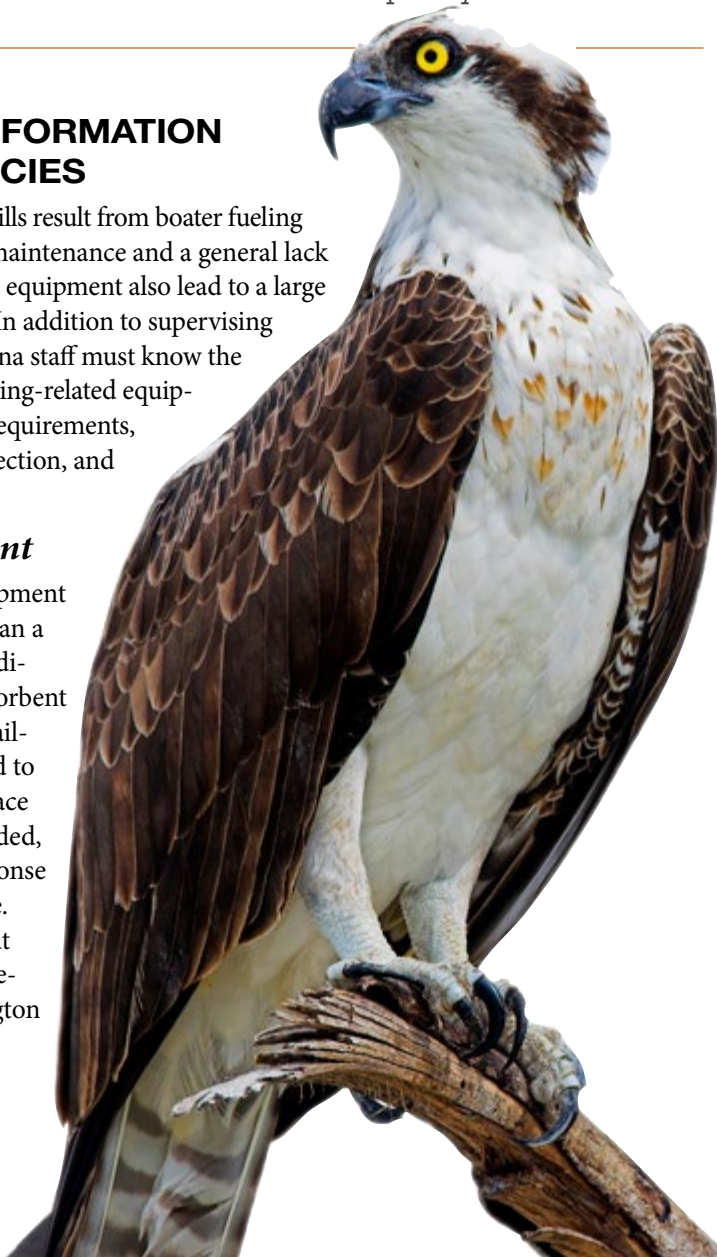 FORMATION
CIES
ills result from boater fueling
naintenance and a general lack
equipment also lead to a large
In addition to supervising
na staff must know the
ing-related equip-
equirements,
ection, and
nt
pment
an a
di-
orbent
ail-
d to
ace
ded,
onse
e.
t
e-
gton